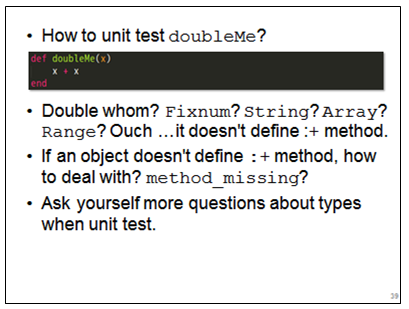 • How to unit test doubleMe?
def doubleMe(x)
    x + x
end
• Double whom? Fixnum? String? Array?
Range? Ouch …it doesn't define :+ method.
• If an object doesn't define :+ method, how
to deal with? method_missing?
• Ask yourself more questions about types
when unit test.
39